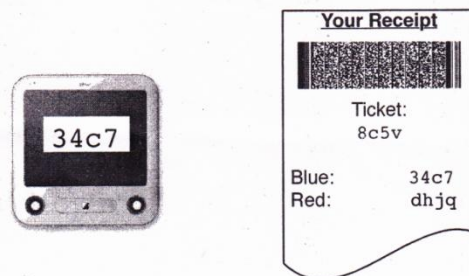 34c7
Your Receipt
Ticket:
8c5v
Blue: 34c7
Red: dhjq